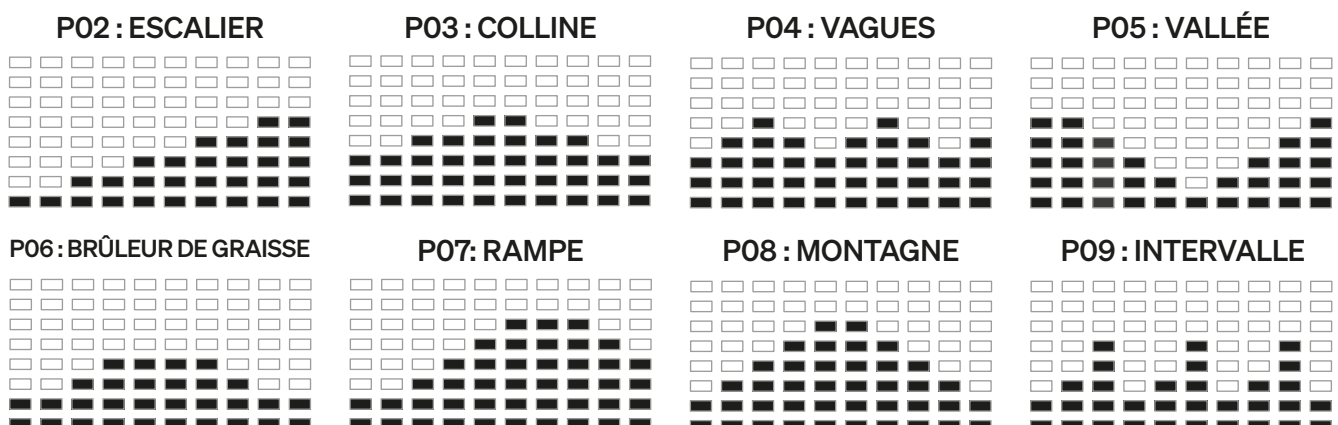 P02 : ESCALIER
P03 : COLLINE
P04 : VAGUES
P05 : VALLÉE
P06 : BRÛLEUR DE GRAISSE
P07: RAMPE
P08 : MONTAGNE
P09 : INTERVALLE